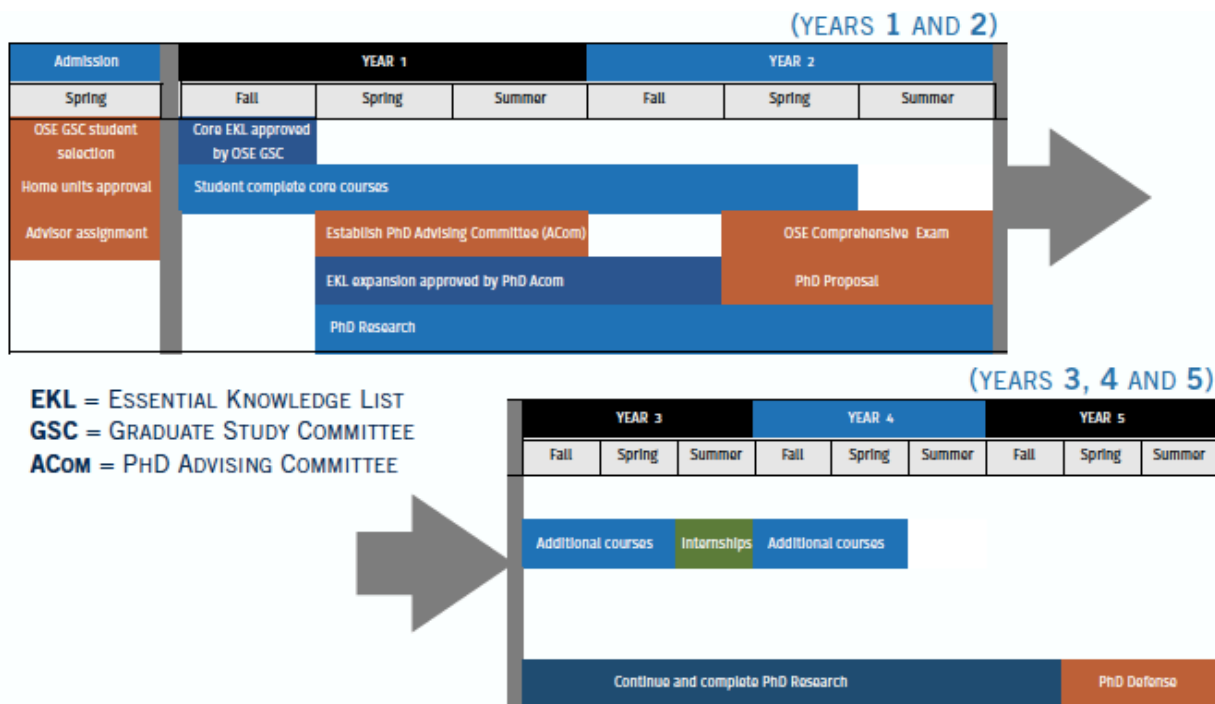 (YEARS 1 AND 2)
Admission YEAR 1 YEAR 2
Spring Fall Spring Summer Fall Spring Summer
OSE GSC student
selection
Core EKL approved
by OSE GSC
Home units approval Student complete core courses
Advisor assignment Establish PhD Advising Committee (ACom) OSE Comprehensive Exam
EKL expansion approved by PhD Acom PhD Proposal
PhD Research
EKL = ESSENTIAL KNOWLEDGE LIST
GSC = GRADUATE STUDY COMMITTEE
ACOM = PHD ADVISING COMMITTEE
(YEARS 3, 4 AND 5)
YEAR 3 YEAR 4 YEAR 5
Fall Spring Summer Fall Spring Summer Fall Spring Summer
Additional courses Internships Additional courses
Continue and complete PhD Research PhD Defense